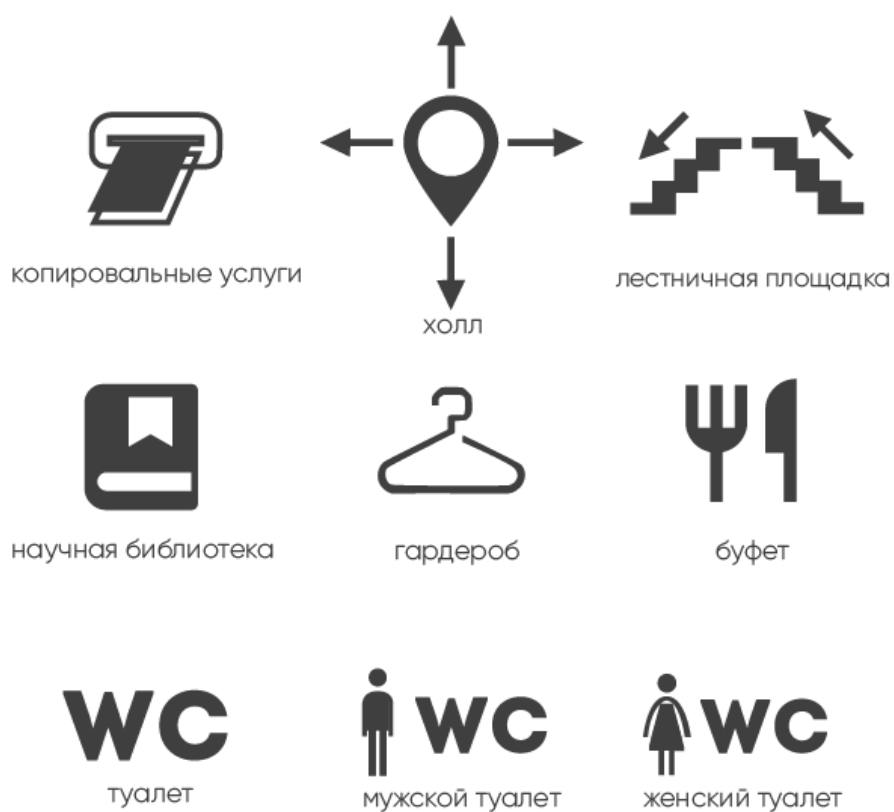 копировальные услуги
холл
лестничная площадка
научная библиотека
гардероб
буфет
WC
туалет
WC
мужской туалет
WC
женский туалет